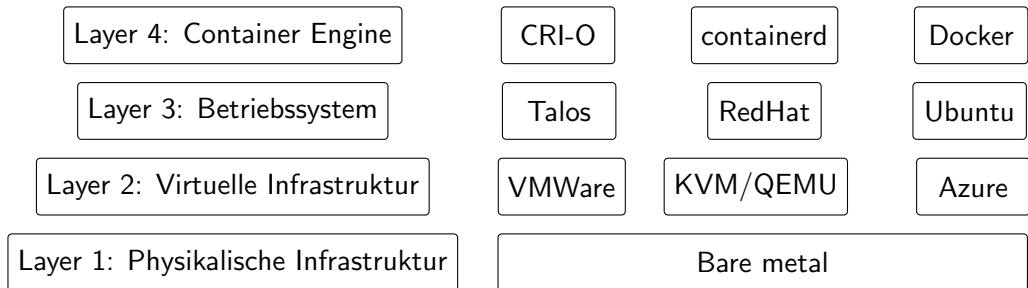 Layer 4: Container Engine CRI-O containerd Docker
Layer 3: Betriebssystem Talos RedHat Ubuntu
Layer 2: Virtuelle Infrastruktur VMWare KVM/QEMU Azure
Layer 1: Physikalische Infrastruktur Bare metal